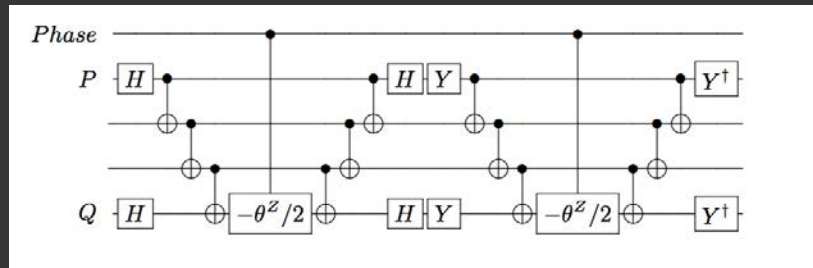 Phase
P H H Y Y†
Q H −θ^Z/2 H Y −θ^Z/2 Y†